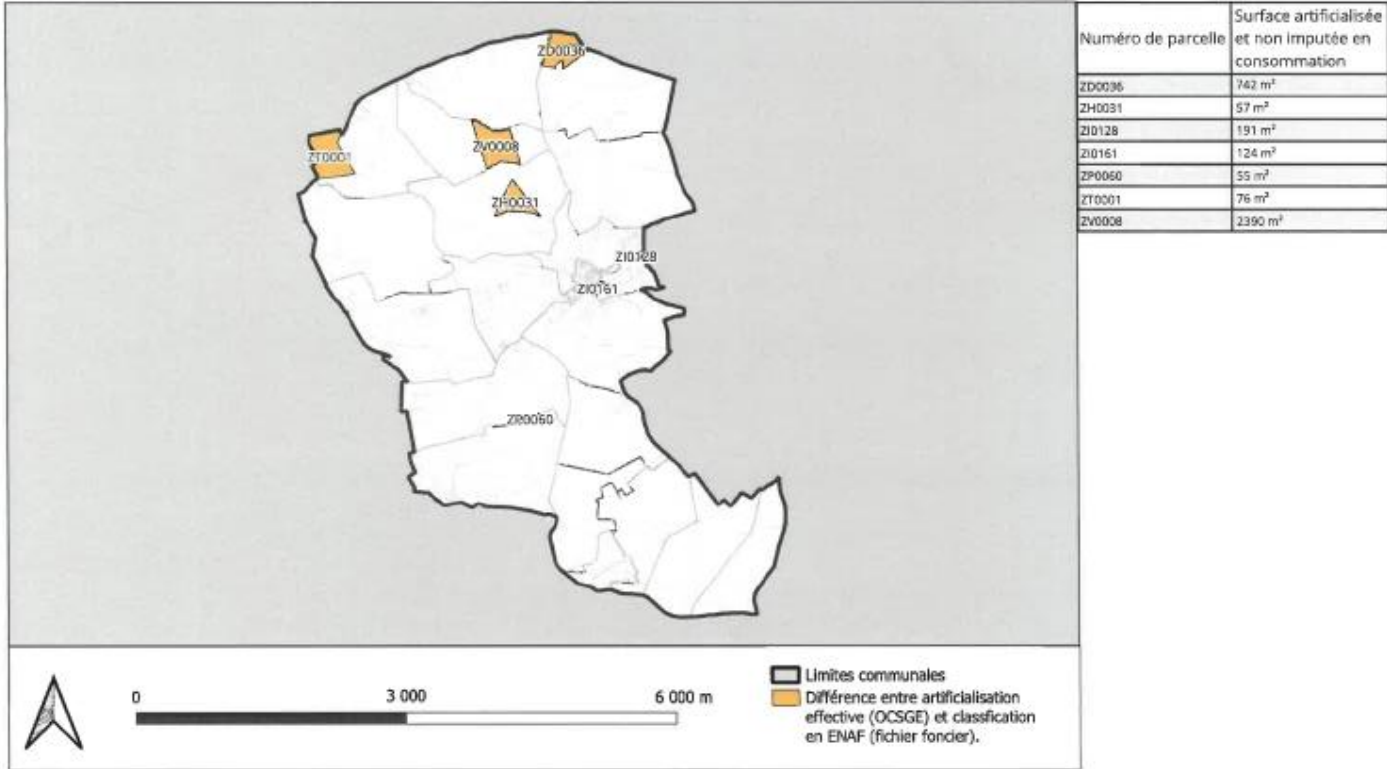 Numéro de parcelle
Surface artificialisée
et non imputée en
consommation
ZD0036 742 m²
ZH0031 57 m²
ZI0128 191 m²
ZI0161 124 m²
ZP0060 55 m²
ZT0001 76 m²
ZV0008 2390 m²
ZD0036
ZT0001
ZV0008
ZH0031
ZI0128
ZI0161
ZP0060
0 3 000 6 000 m
Limites communales
Différence entre artificialisation
effective (OCSGE) et classfication
en ENAF (fichier foncier).